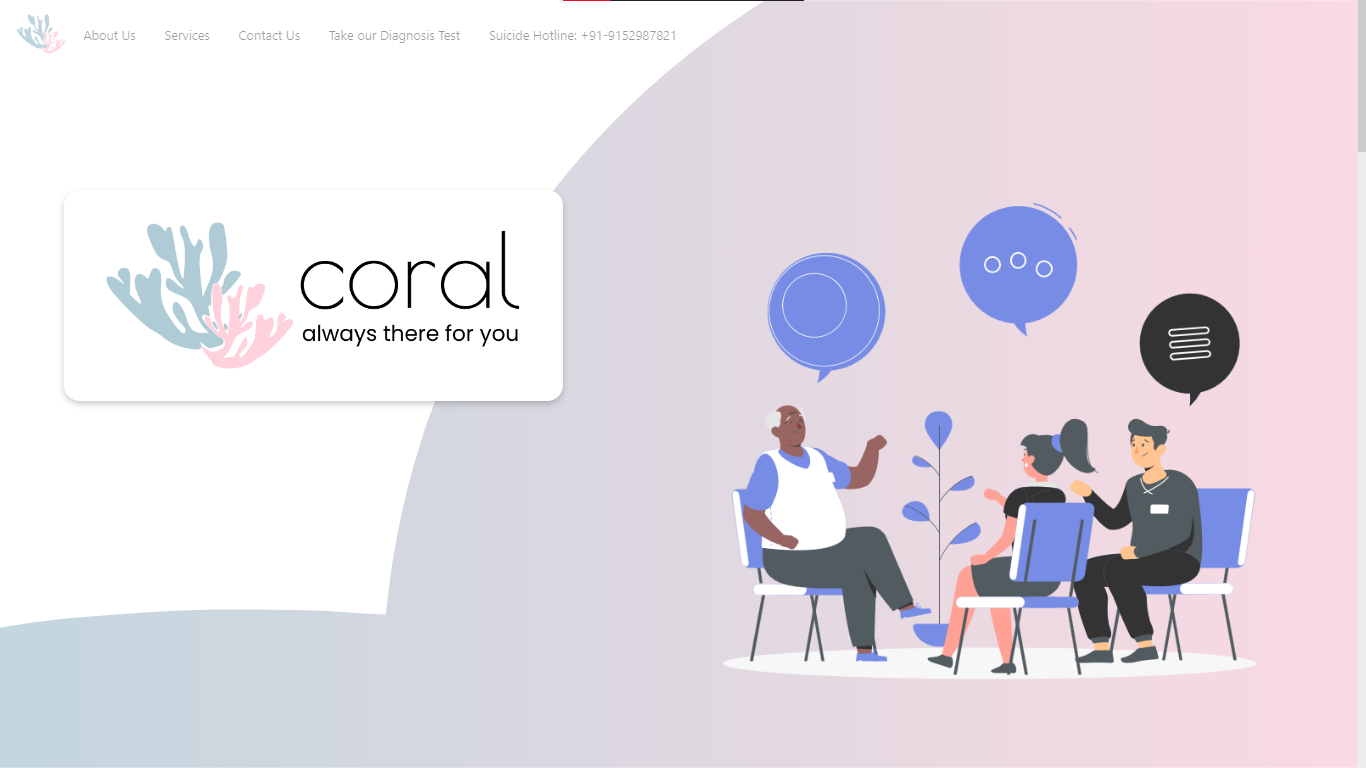 About Us
Services
Contact Us
Take our Diagnosis Test
Suicide Hotline: +91-9152987821
coral
always there for you